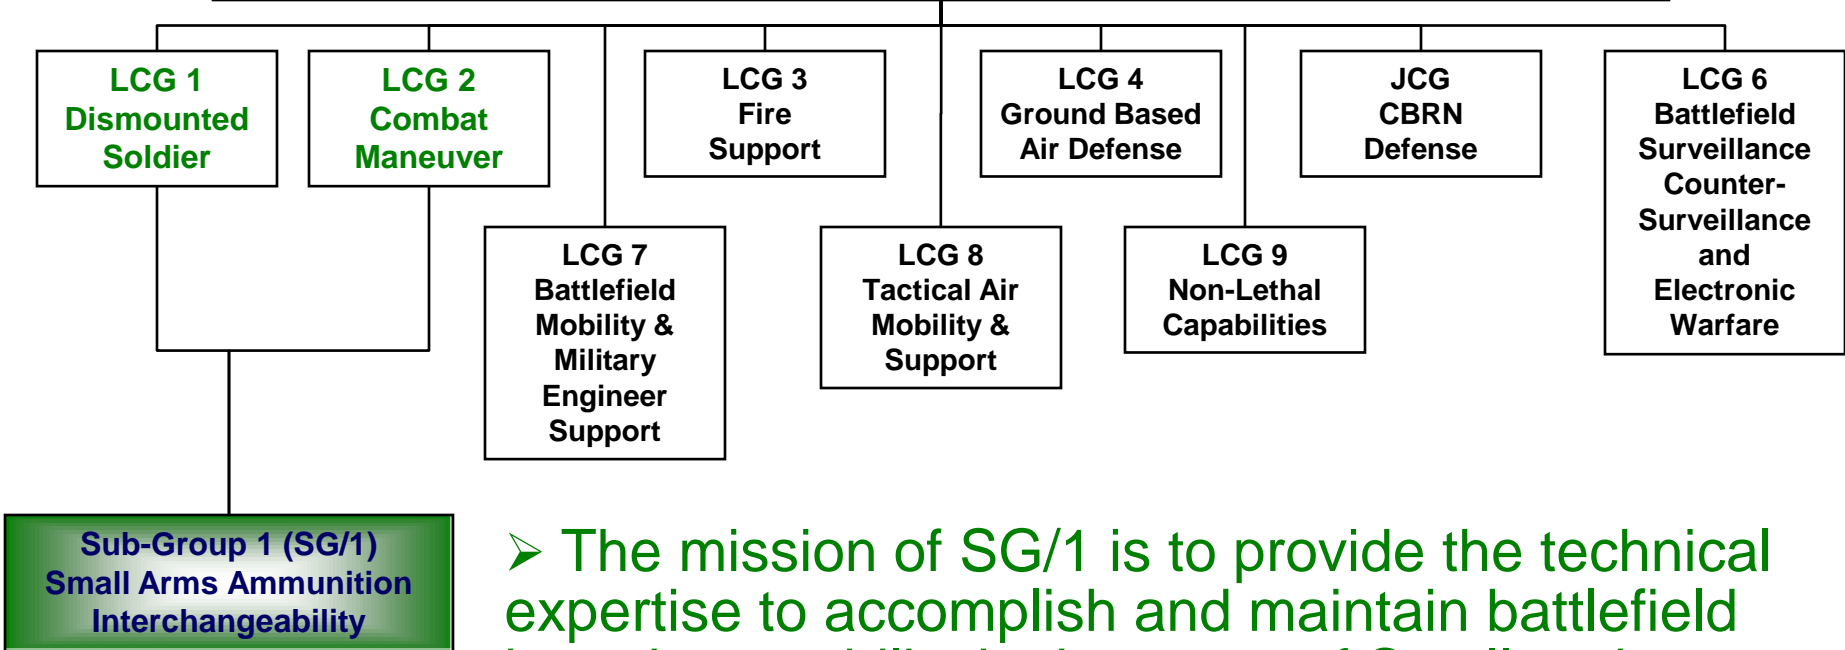 LCG 1
Dismounted
Soldier
LCG 2
Combat
Maneuver
LCG 3
Fire
Support
LCG 4
Ground Based
Air Defense
JCG
CBRN
Defense
LCG 6
Battlefield
Surveillance
Counter-
Surveillance
and
Electronic
Warfare
LCG 7
Battlefield
Mobility &
Military
Engineer
Support
LCG 8
Tactical Air
Mobility &
Support
LCG 9
Non-Lethal
Capabilities
Sub-Group 1 (SG/1)
Small Arms Ammunition
Interchangeability
➢ The mission of SG/1 is to provide the technical
expertise to accomplish and maintain battlefield